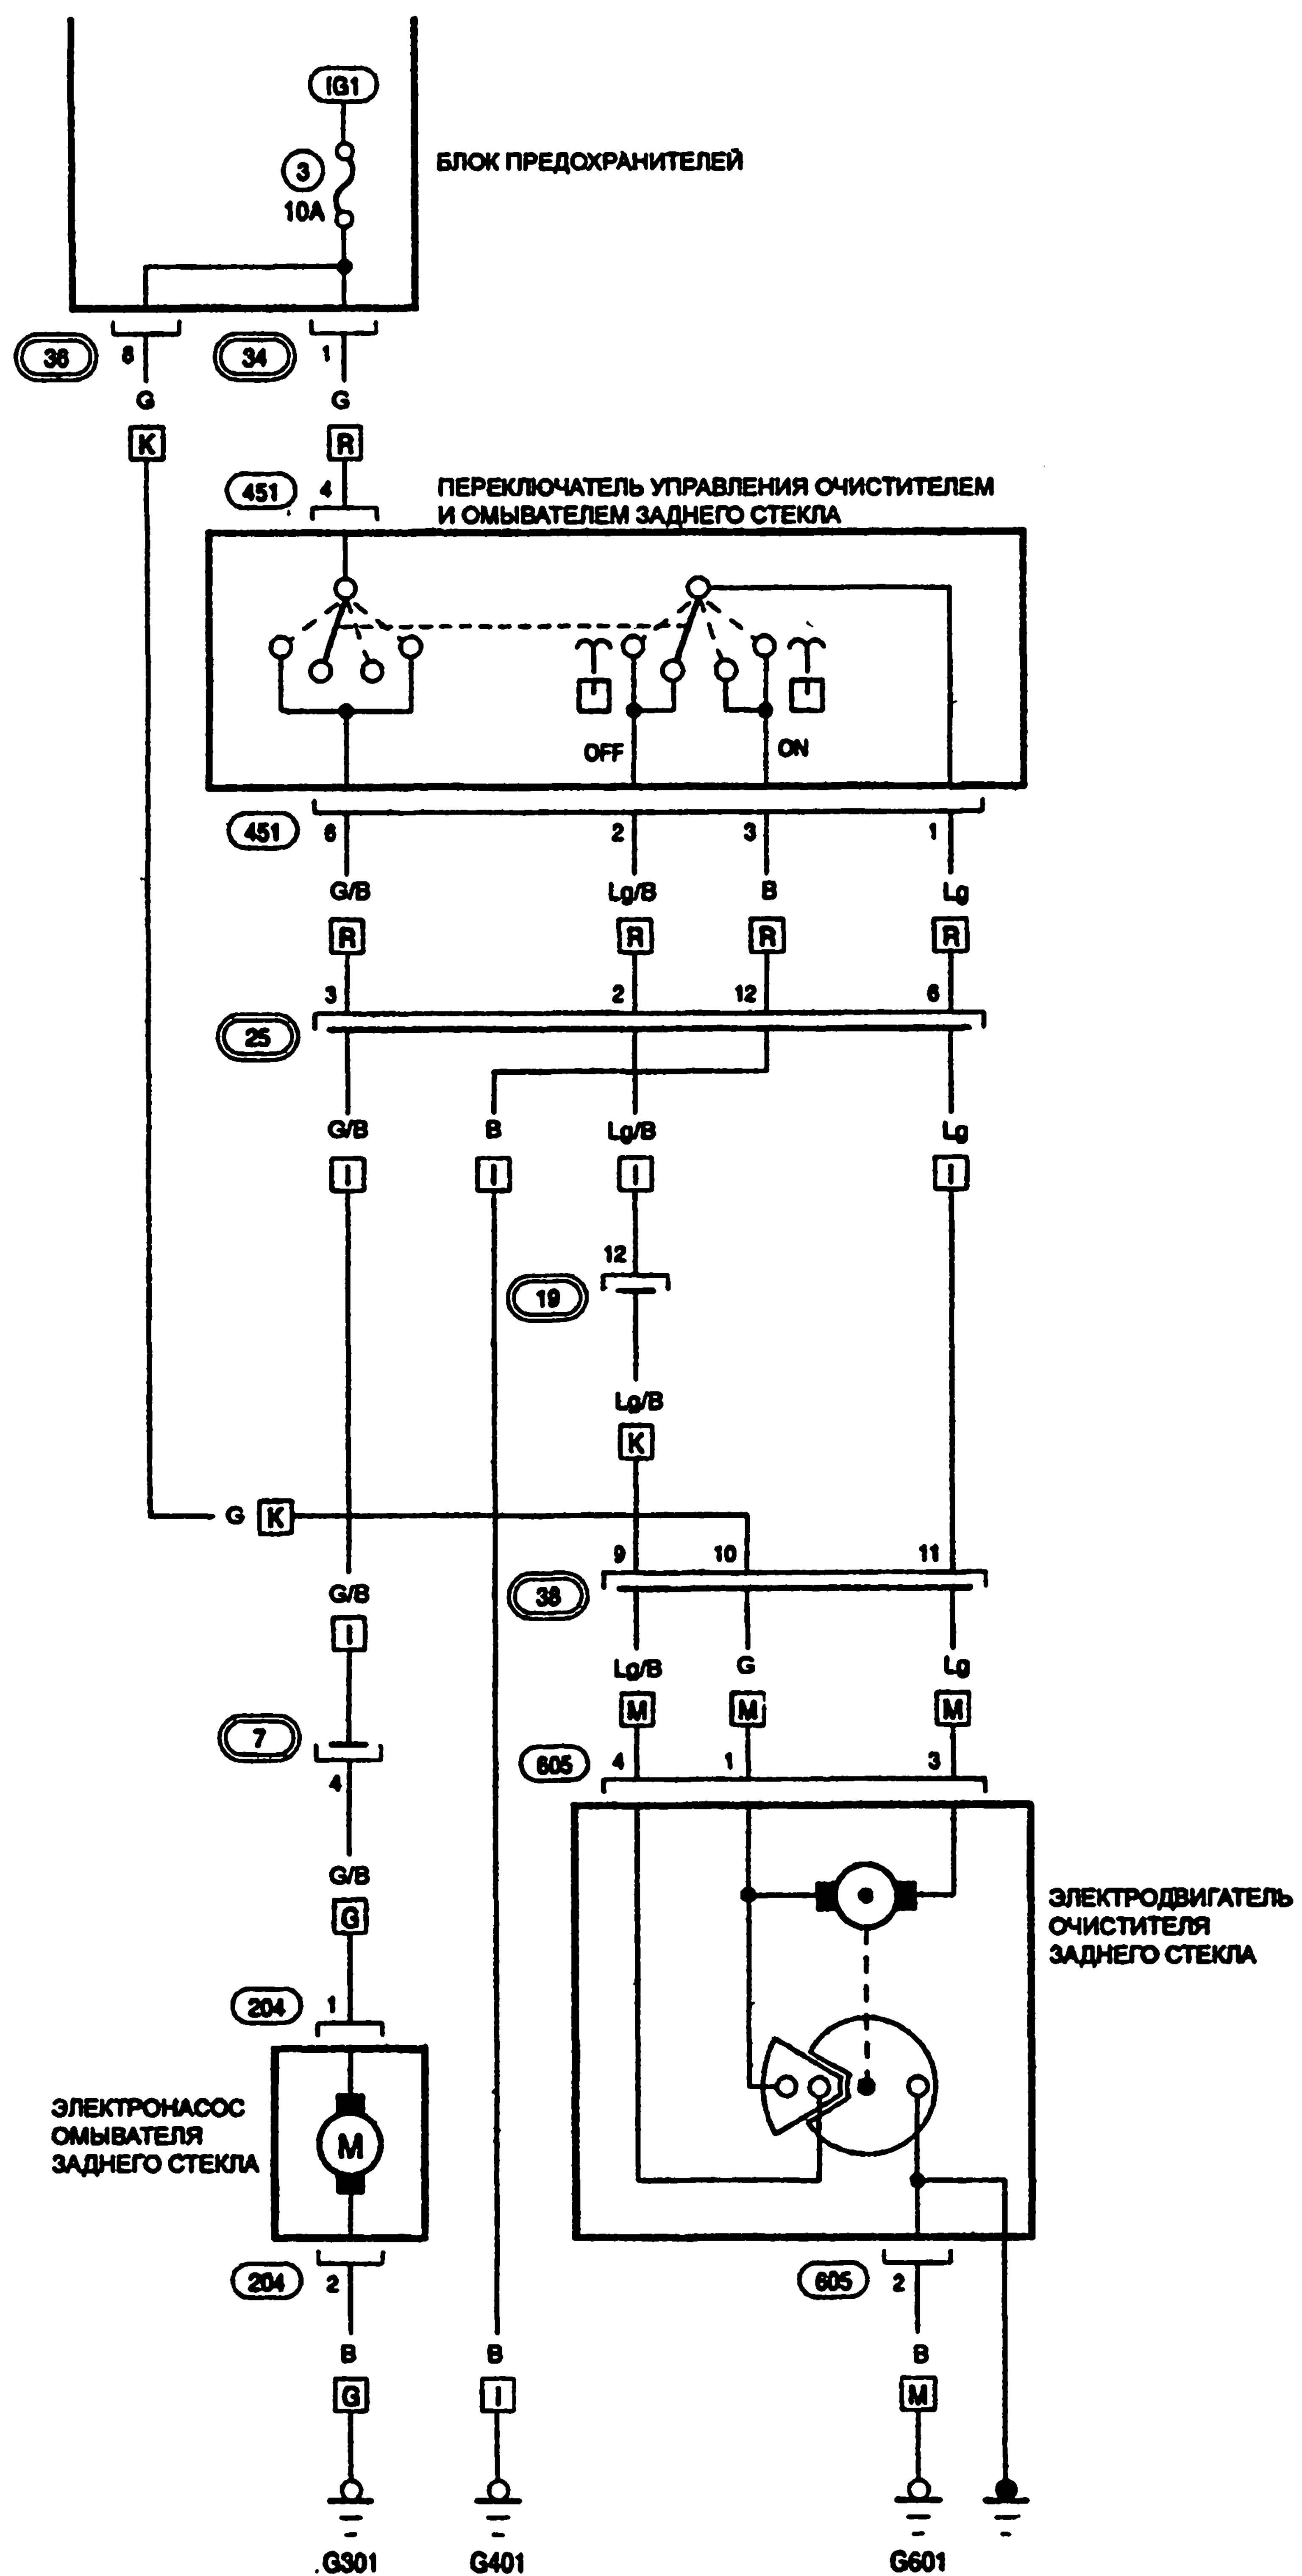 IG1
3
10A
БЛОК ПРЕДОХРАНИТЕЛЕЙ
36 8 34 1
G G
K R
451 4
ПЕРЕКЛЮЧАТЕЛЬ УПРАВЛЕНИЯ ОЧИСТИТЕЛЕМ
И ОМЫВАТЕЛЕМ ЗАДНЕГО СТЕКЛА
OFF ON
451 6 2 3 1
G/B Lg/B B Lg
R R R R
3 2 12 6
25
G/B B Lg/B Lg
I I I I
12
19
Lg/B
K
G K
9 10 11
38
G/B
I
Lg/B G Lg
M M M
7
4
605 4 1 3
G/B
G
ЭЛЕКТРОДВИГАТЕЛЬ
ОЧИСТИТЕЛЯ
ЗАДНЕГО СТЕКЛА
204 1
ЭЛЕКТРОНАСОС
ОМЫВАТЕЛЯ
ЗАДНЕГО СТЕКЛА
M
204 2 605 2
B B B
G I M
G301 G401 G601